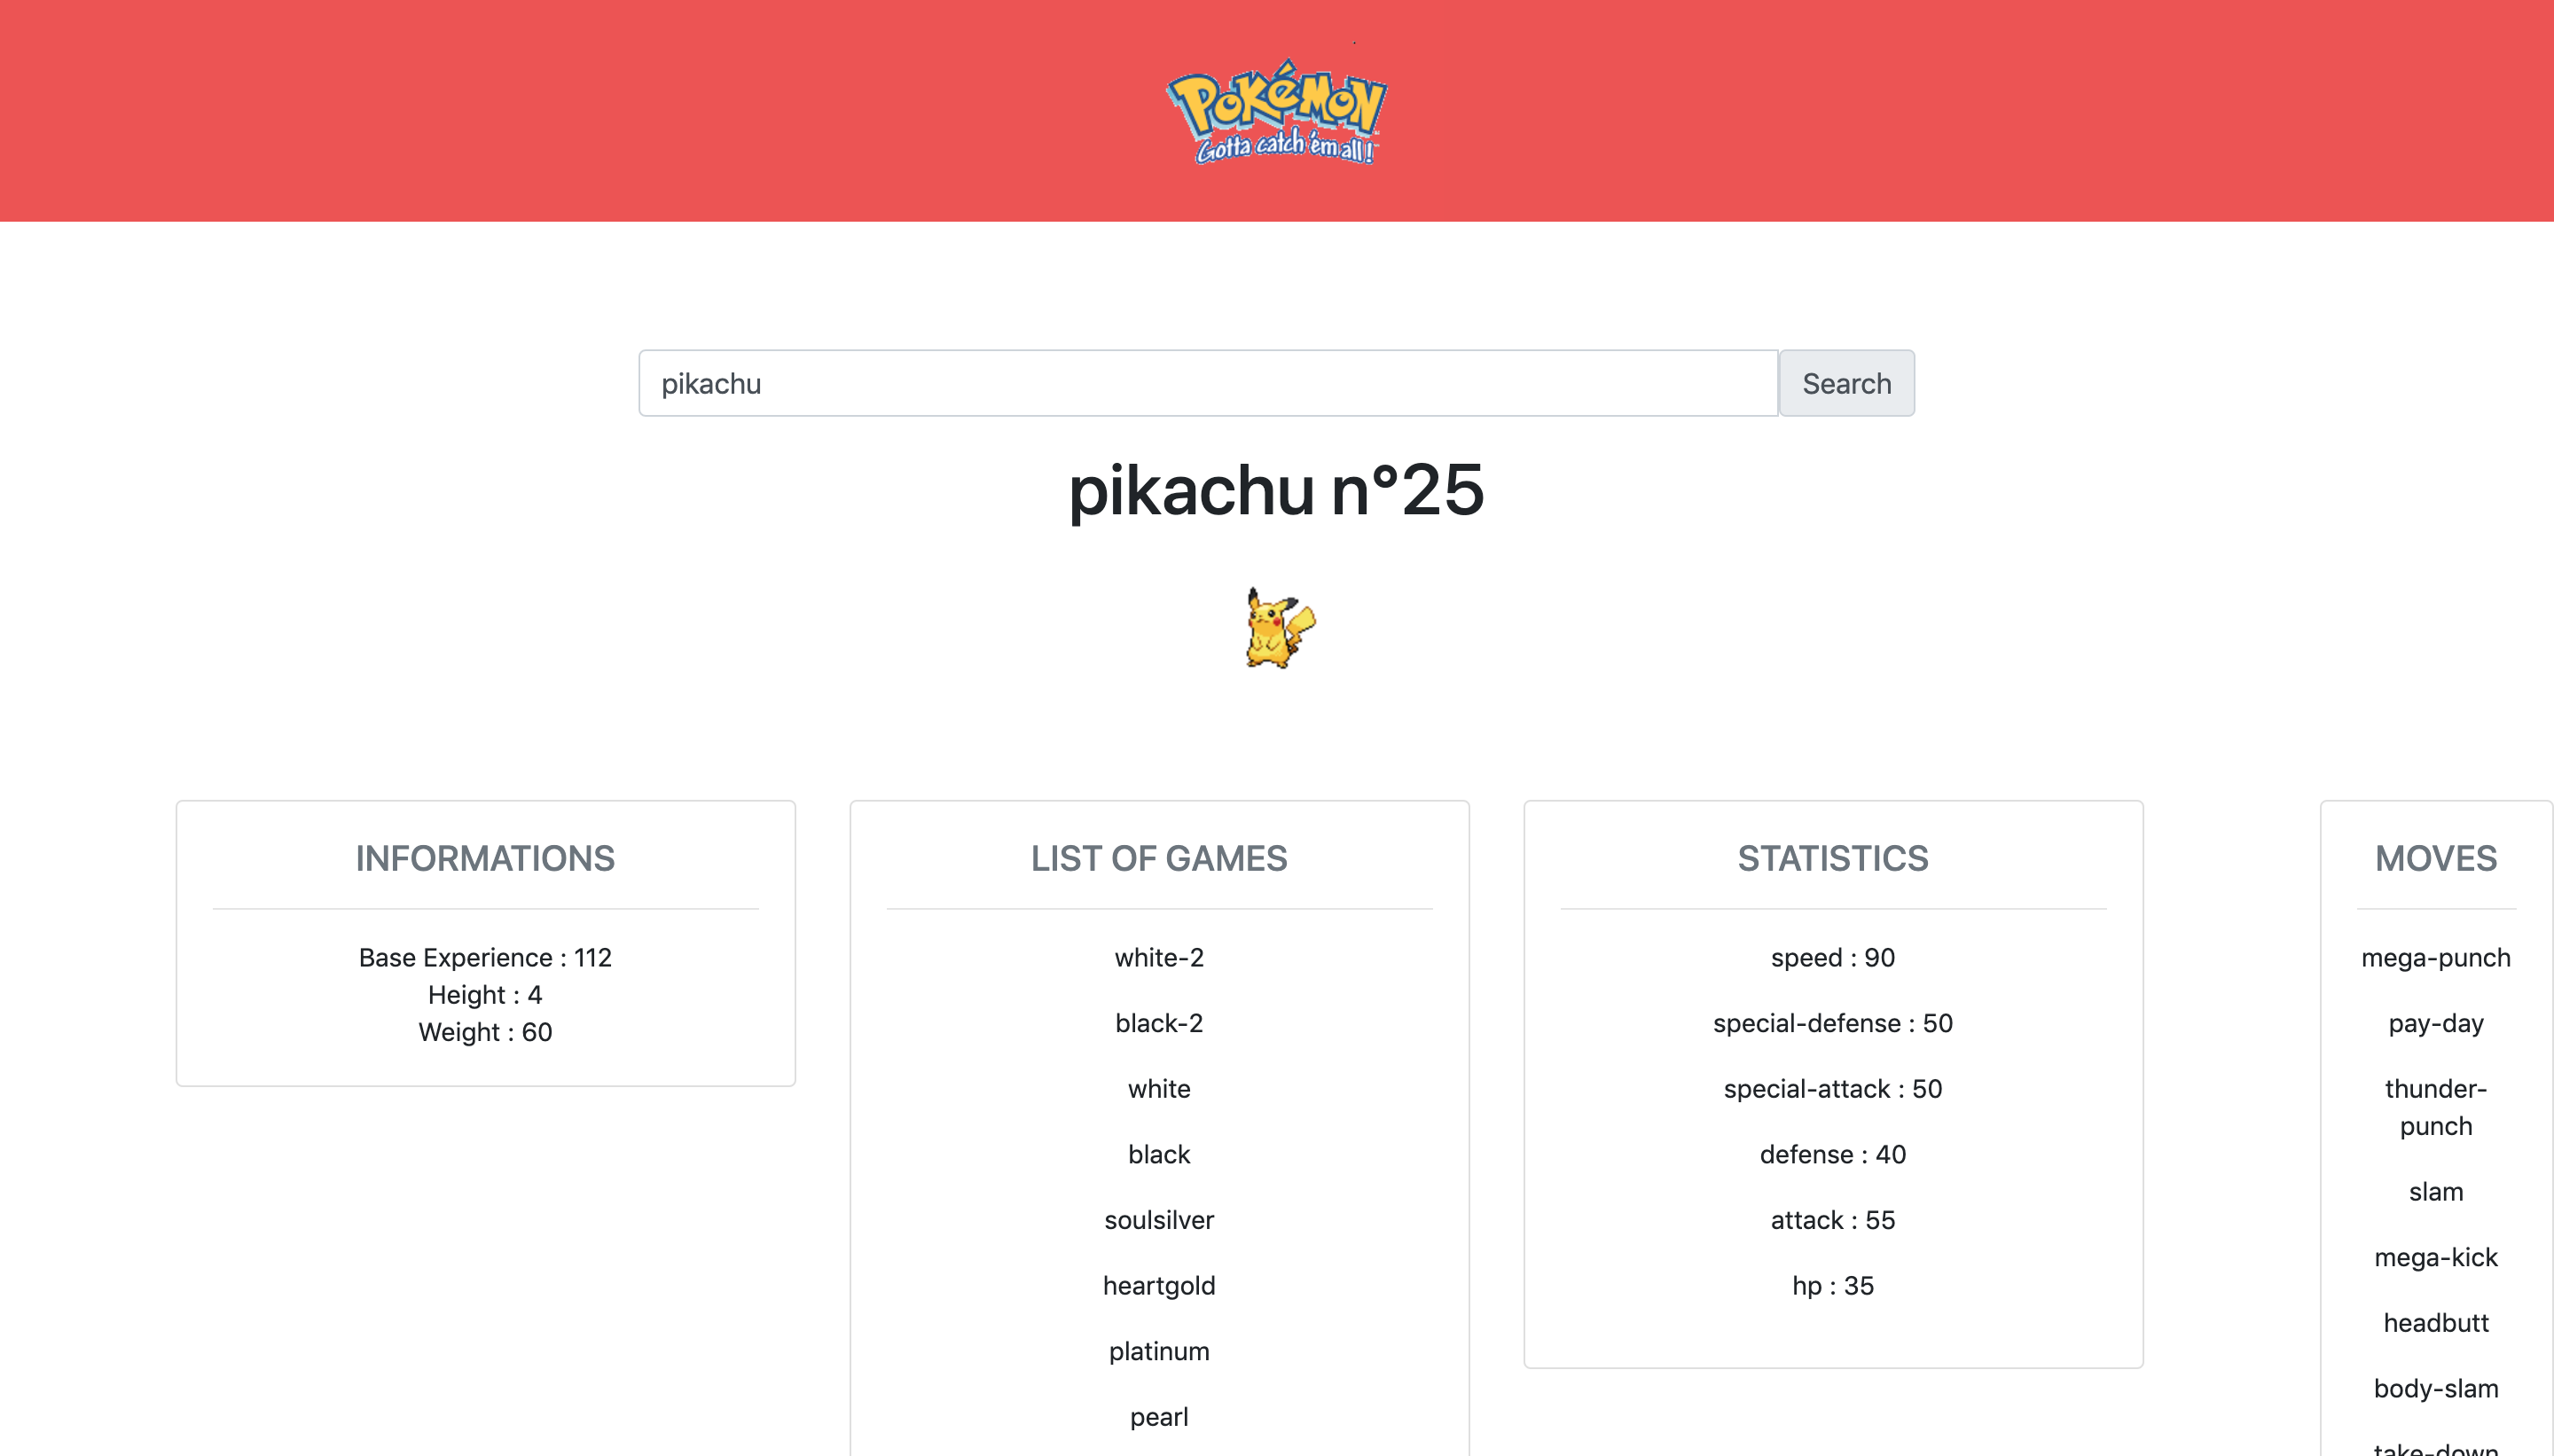 POKéMON
Gotta catch 'em all!
pikachu
Search
pikachu n°25
INFORMATIONS
Base Experience : 112
Height : 4
Weight : 60
LIST OF GAMES
white-2
black-2
white
black
soulsilver
heartgold
platinum
pearl
STATISTICS
speed : 90
special-defense : 50
special-attack : 50
defense : 40
attack : 55
hp : 35
MOVES
mega-punch
pay-day
thunder-
punch
slam
mega-kick
headbutt
body-slam
take-down